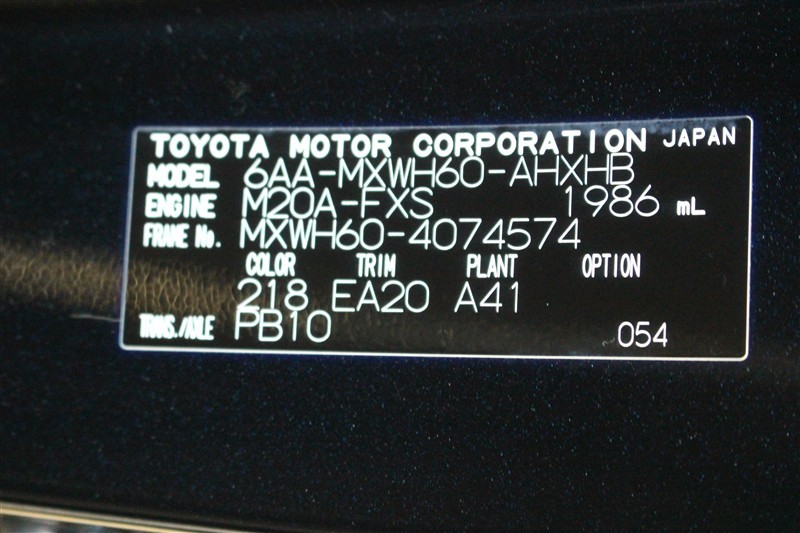 TOYOTA MOTOR CORPORATION JAPAN
MODEL 6AA-MXWH60-AHXHB
ENGINE M20A-FXS 1986 mL
FRAME No. MXWH60-4074574
COLOR TRIM PLANT OPTION
218 EA20 A41
TRANS./AXLE PB10 054